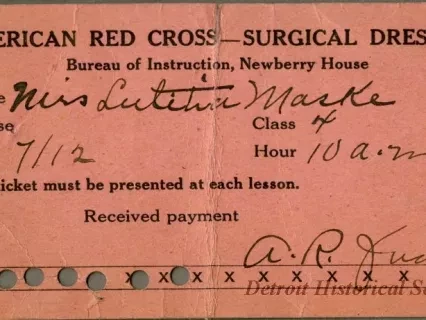 ERICAN RED CROSS—SURGICAL DRES
Bureau of Instruction, Newberry House
e Miss Lutetia Maske
se Class 4
7/12 Hour 10 a.m
icket must be presented at each lesson.
Received payment
A. R.
x x x x x x x x x x x
Detroit Historical S